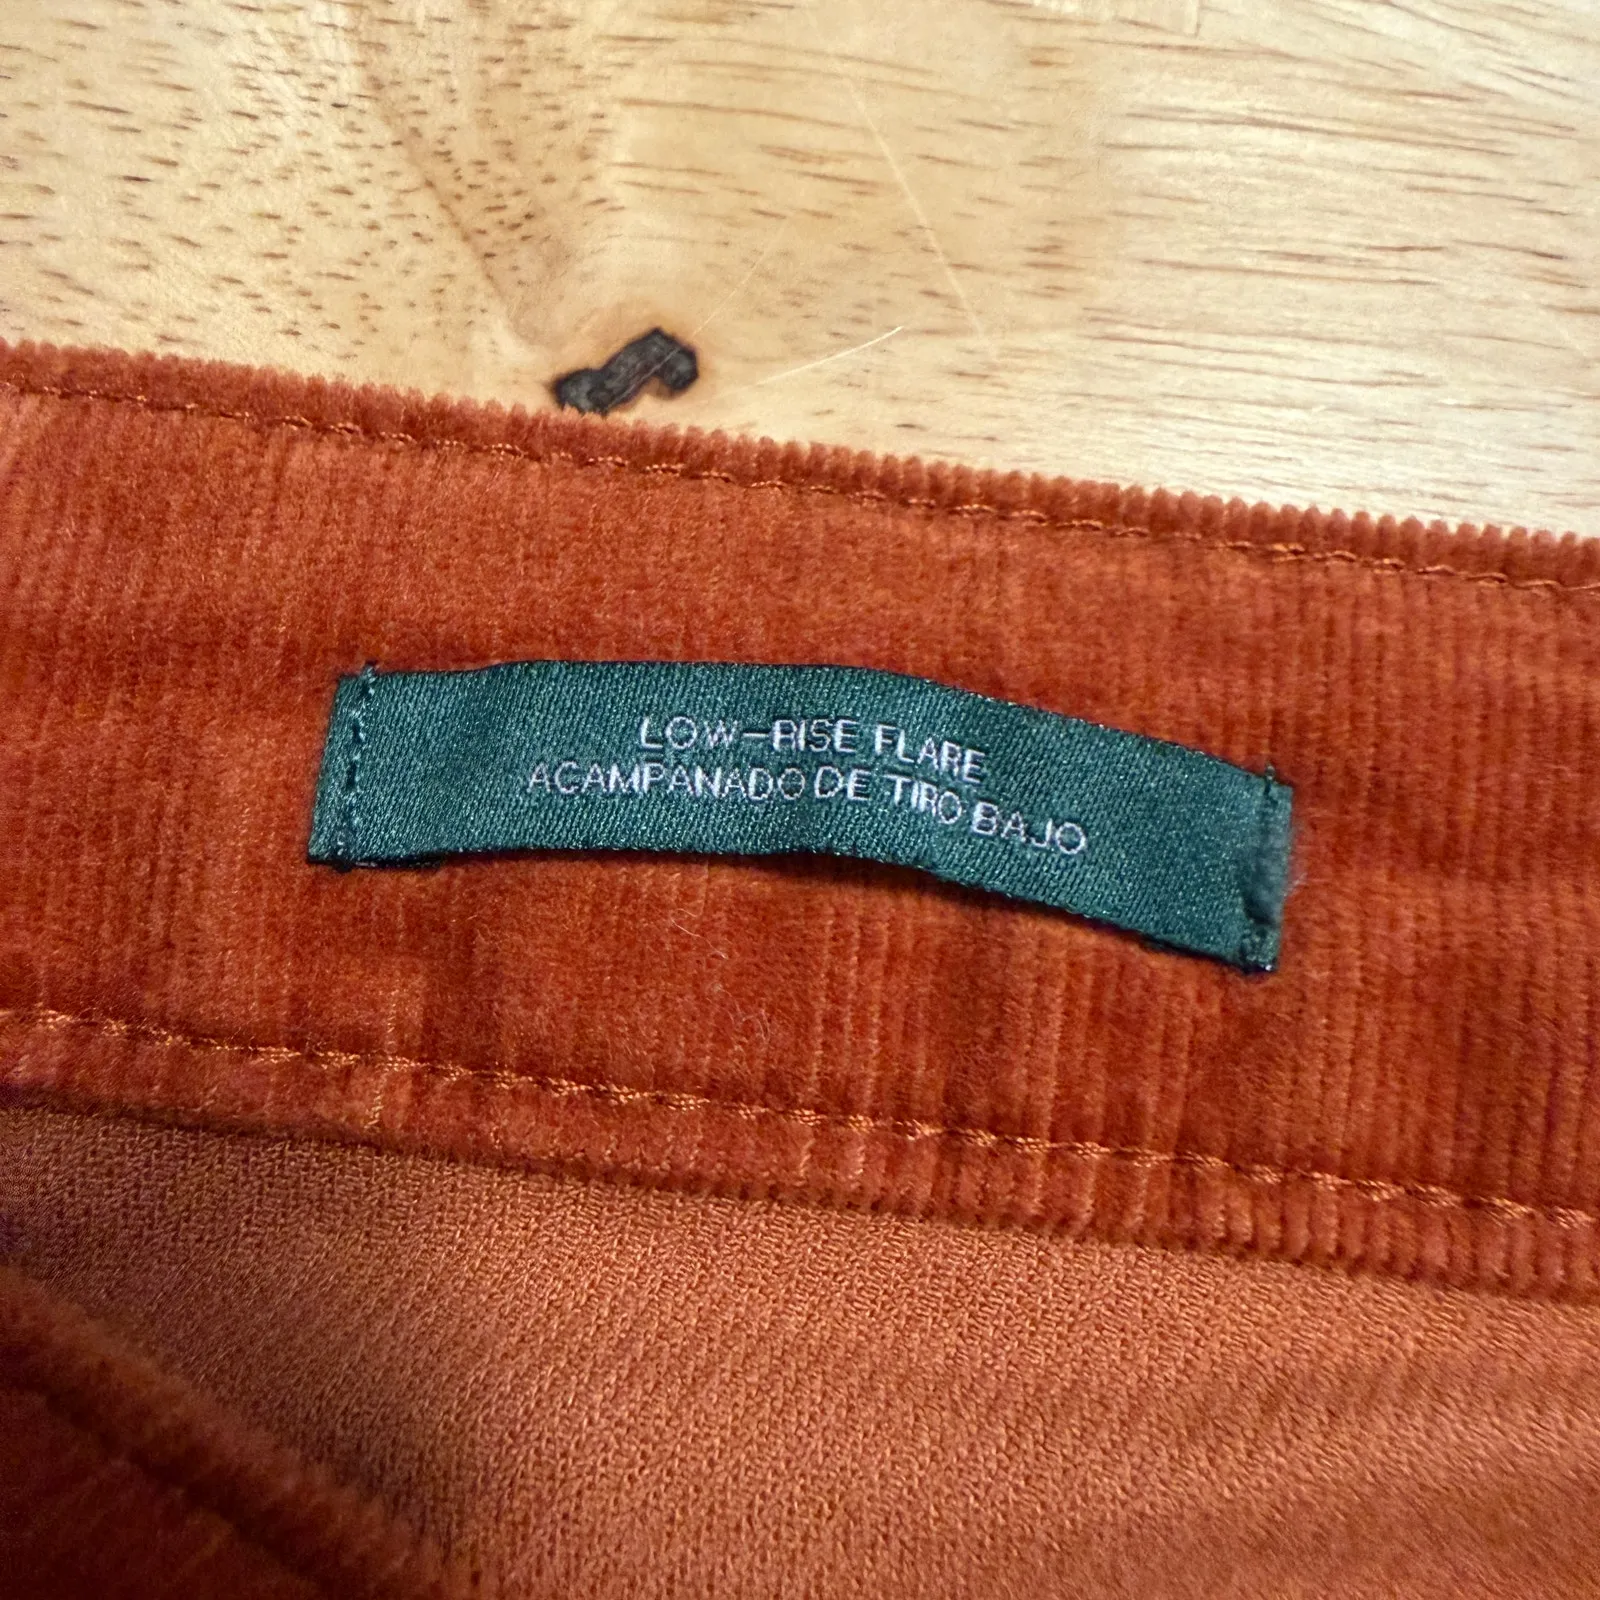 LOW-RISE FLARE
ACAMPANADO DE TIRO BAJO